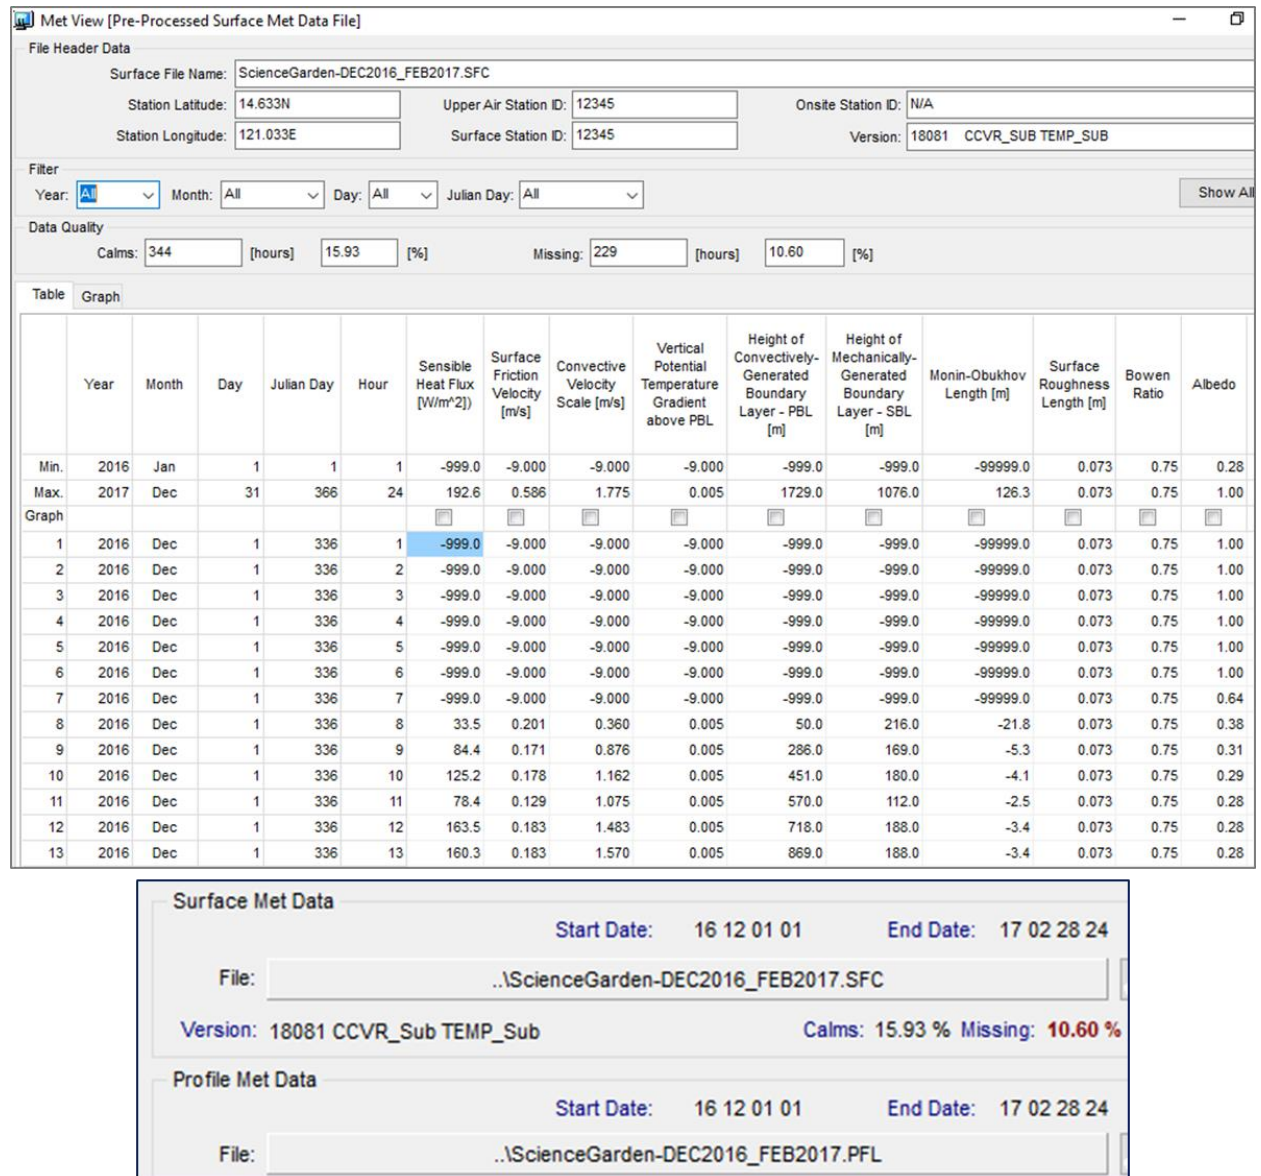 Met View [Pre-Processed Surface Met Data File]
File Header Data
Surface File Name: ScienceGarden-DEC2016_FEB2017.SFC
Station Latitude: 14.633N Upper Air Station ID: 12345 Onsite Station ID: N/A
Station Longitude: 121.033E Surface Station ID: 12345 Version: 18081 CCVR_SUB TEMP_SUB
Filter
Year: All Month: All Day: All Julian Day: All Show All
Data Quality
Calms: 344 [hours] 15.93 [%] Missing: 229 [hours] 10.60 [%]
Table Graph
Year Month Day Julian Day Hour Sensible Heat Flux [W/m^2]) Surface Friction Velocity [m/s] Convective Velocity Scale [m/s] Vertical Potential Temperature Gradient above PBL Height of Convectively-Generated Boundary Layer - PBL [m] Height of Mechanically-Generated Boundary Layer - SBL [m] Monin-Obukhov Length [m] Surface Roughness Length [m] Bowen Ratio Albedo
Min. 2016 Jan 1 1 1 -999.0 -9.000 -9.000 -9.000 -999.0 -999.0 -99999.0 0.073 0.75 0.28
Max. 2017 Dec 31 366 24 192.6 0.586 1.775 0.005 1729.0 1076.0 126.3 0.073 0.75 1.00
Graph
1 2016 Dec 1 336 1 -999.0 -9.000 -9.000 -9.000 -999.0 -999.0 -99999.0 0.073 0.75 1.00
2 2016 Dec 1 336 2 -999.0 -9.000 -9.000 -9.000 -999.0 -999.0 -99999.0 0.073 0.75 1.00
3 2016 Dec 1 336 3 -999.0 -9.000 -9.000 -9.000 -999.0 -999.0 -99999.0 0.073 0.75 1.00
4 2016 Dec 1 336 4 -999.0 -9.000 -9.000 -9.000 -999.0 -999.0 -99999.0 0.073 0.75 1.00
5 2016 Dec 1 336 5 -999.0 -9.000 -9.000 -9.000 -999.0 -999.0 -99999.0 0.073 0.75 1.00
6 2016 Dec 1 336 6 -999.0 -9.000 -9.000 -9.000 -999.0 -999.0 -99999.0 0.073 0.75 1.00
7 2016 Dec 1 336 7 -999.0 -9.000 -9.000 -9.000 -999.0 -999.0 -99999.0 0.073 0.75 0.64
8 2016 Dec 1 336 8 33.5 0.201 0.360 0.005 50.0 216.0 -21.8 0.073 0.75 0.38
9 2016 Dec 1 336 9 84.4 0.171 0.876 0.005 286.0 169.0 -5.3 0.073 0.75 0.31
10 2016 Dec 1 336 10 125.2 0.178 1.162 0.005 451.0 180.0 -4.1 0.073 0.75 0.29
11 2016 Dec 1 336 11 78.4 0.129 1.075 0.005 570.0 112.0 -2.5 0.073 0.75 0.28
12 2016 Dec 1 336 12 163.5 0.183 1.483 0.005 718.0 188.0 -3.4 0.073 0.75 0.28
13 2016 Dec 1 336 13 160.3 0.183 1.570 0.005 869.0 188.0 -3.4 0.073 0.75 0.28
Surface Met Data
Start Date: 16 12 01 01 End Date: 17 02 28 24
File: ..\ScienceGarden-DEC2016_FEB2017.SFC
Version: 18081 CCVR_Sub TEMP_Sub Calms: 15.93 % Missing: 10.60 %
Profile Met Data
Start Date: 16 12 01 01 End Date: 17 02 28 24
File: ..\ScienceGarden-DEC2016_FEB2017.PFL